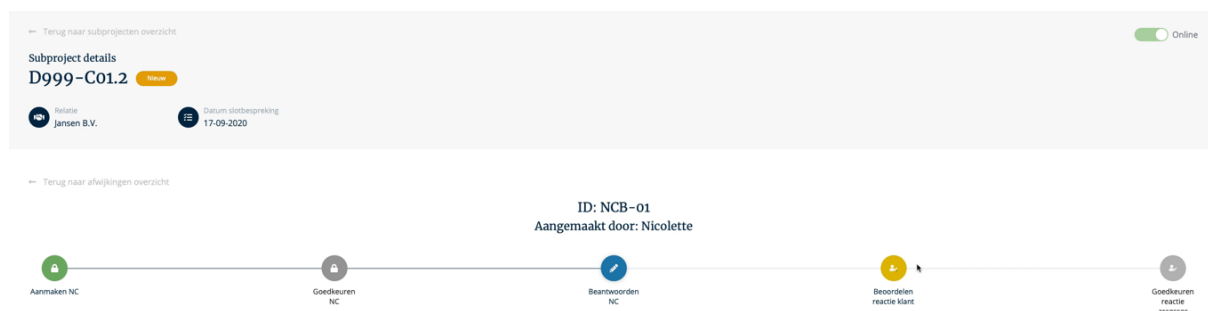 ← Terug naar subprojecten overzicht
Online
Subproject details
D999-C01.2 Nieuw
Relatie
Jansen B.V.
Datum slotbespreking
17-09-2020
← Terug naar afwijkingen overzicht
ID: NCB-01
Aangemaakt door: Nicolette
Aanmaken NC
Goedkeuren
NC
Beantwoorden
NC
Beoordelen
reactie klant
Goedkeuren
reactie